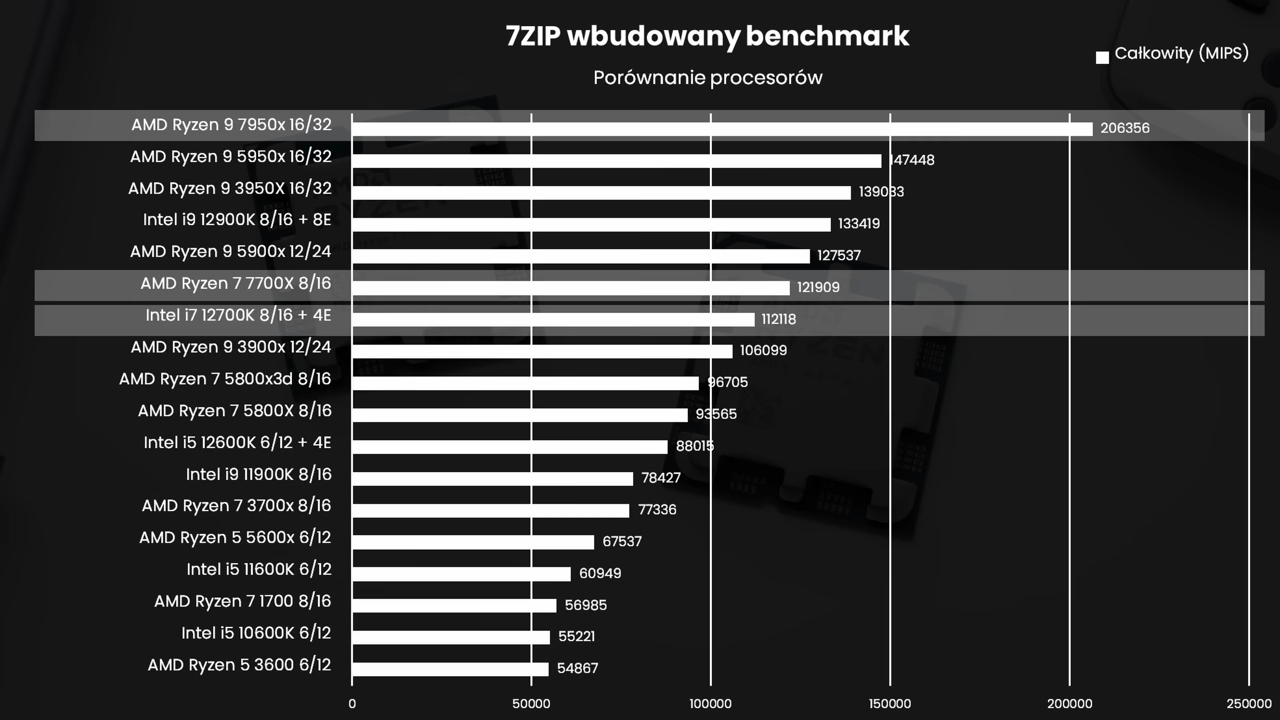 7ZIP wbudowany benchmark
Całkowity (MIPS)
Porównanie procesorów
AMD Ryzen 9 7950x 16/32 206356
AMD Ryzen 9 5950x 16/32 147448
AMD Ryzen 9 3950X 16/32 139033
Intel i9 12900K 8/16 + 8E 133419
AMD Ryzen 9 5900x 12/24 127537
AMD Ryzen 7 7700X 8/16 121909
Intel i7 12700K 8/16 + 4E 112118
AMD Ryzen 9 3900x 12/24 106099
AMD Ryzen 7 5800x3d 8/16 96705
AMD Ryzen 7 5800X 8/16 93565
Intel i5 12600K 6/12 + 4E 88015
Intel i9 11900K 8/16 78427
AMD Ryzen 7 3700x 8/16 77336
AMD Ryzen 5 5600x 6/12 67537
Intel i5 11600K 6/12 60949
AMD Ryzen 7 1700 8/16 56985
Intel i5 10600K 6/12 55221
AMD Ryzen 5 3600 6/12 54867
0 50000 100000 150000 200000 250000